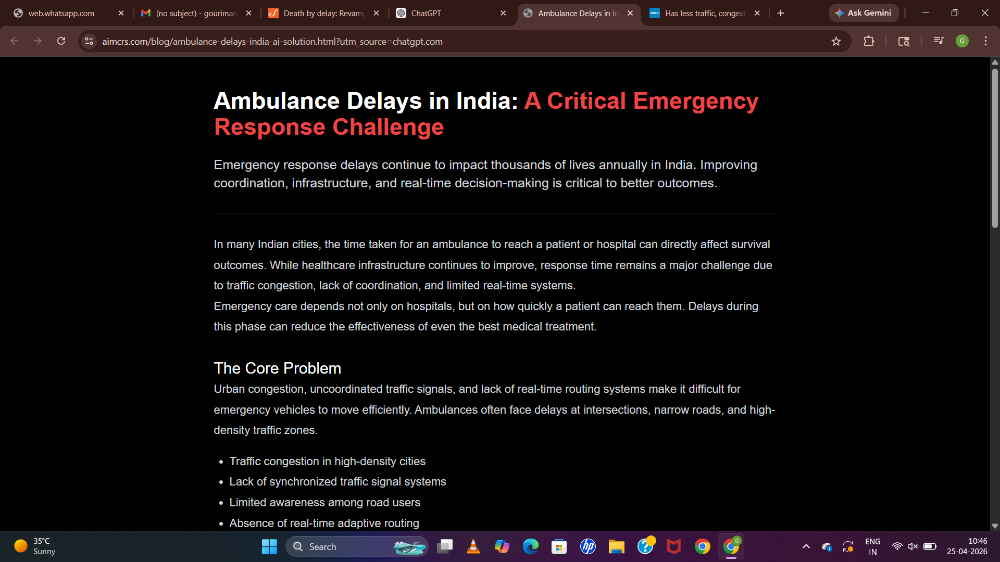 web.whatsapp.com
(no subject) - gouriman
Death by delay: Revamp
ChatGPT
Ambulance Delays in In
Has less traffic, congest
Ask Gemini
aimcrs.com/blog/ambulance-delays-india-ai-solution.html?utm_source=chatgpt.com
G
Ambulance Delays in India: A Critical Emergency
Response Challenge
Emergency response delays continue to impact thousands of lives annually in India. Improving
coordination, infrastructure, and real-time decision-making is critical to better outcomes.
In many Indian cities, the time taken for an ambulance to reach a patient or hospital can directly affect survival
outcomes. While healthcare infrastructure continues to improve, response time remains a major challenge due
to traffic congestion, lack of coordination, and limited real-time systems.
Emergency care depends not only on hospitals, but on how quickly a patient can reach them. Delays during
this phase can reduce the effectiveness of even the best medical treatment.
The Core Problem
Urban congestion, uncoordinated traffic signals, and lack of real-time routing systems make it difficult for
emergency vehicles to move efficiently. Ambulances often face delays at intersections, narrow roads, and high-
density traffic zones.
• Traffic congestion in high-density cities
• Lack of synchronized traffic signal systems
• Limited awareness among road users
• Absence of real-time adaptive routing
35°C
Sunny
Search
hp
G
ENG
IN
10:46
25-04-2026